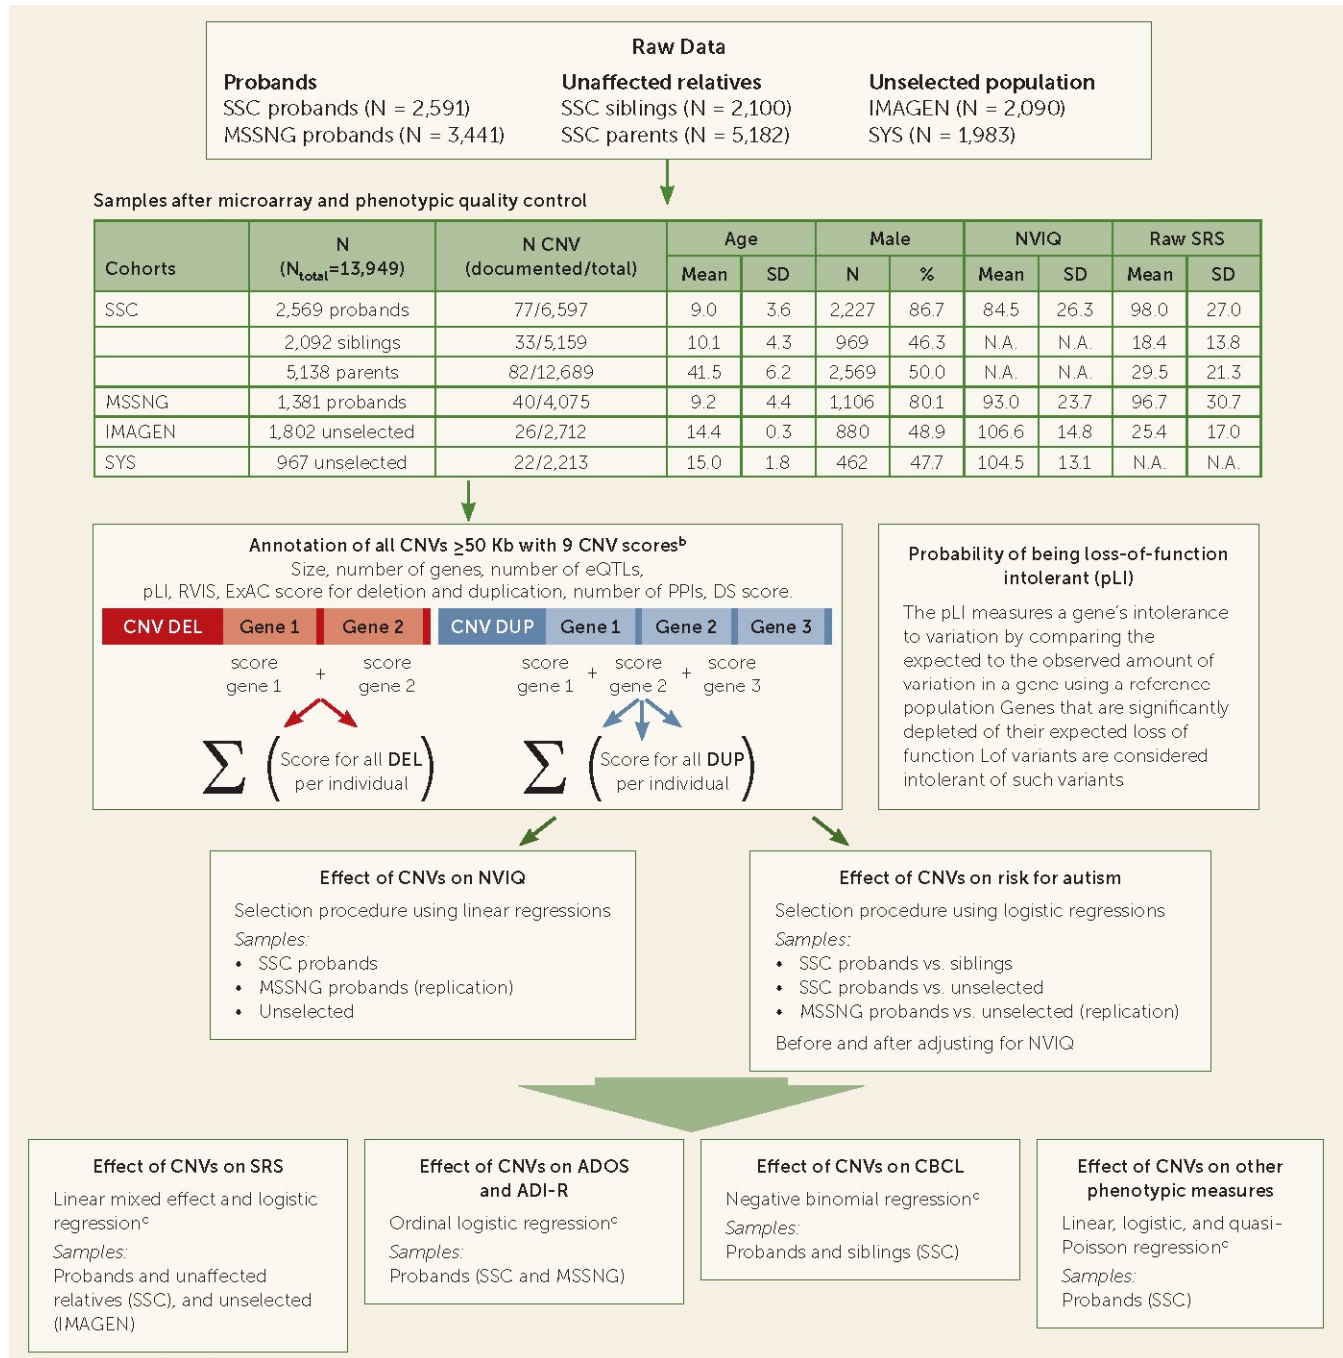 Raw Data
Probands
SSC probands (N = 2,591)
MSSNG probands (N = 3,441)
Unaffected relatives
SSC siblings (N = 2,100)
SSC parents (N = 5,182)
Unselected population
IMAGEN (N = 2,090)
SYS (N = 1,983)
Samples after microarray and phenotypic quality control
Cohorts N (Ntotal=13,949) N CNV (documented/total) Age Male NVIQ Raw SRS
Mean SD N % Mean SD Mean SD
SSC 2,569 probands 77/6,597 9.0 3.6 2,227 86.7 84.5 26.3 98.0 27.0
2,092 siblings 33/5,159 10.1 4.3 969 46.3 N.A. N.A. 18.4 13.8
5,138 parents 82/12,689 41.5 6.2 2,569 50.0 N.A. N.A. 29.5 21.3
MSSNG 1,381 probands 40/4,075 9.2 4.4 1,106 80.1 93.0 23.7 96.7 30.7
IMAGEN 1,802 unselected 26/2,712 14.4 0.3 880 48.9 106.6 14.8 25.4 17.0
SYS 967 unselected 22/2,213 15.0 1.8 462 47.7 104.5 13.1 N.A. N.A.
Annotation of all CNVs ≥50 Kb with 9 CNV scoresᵇ
Size, number of genes, number of eQTLs,
pLI, RVIS, ExAC score for deletion and duplication, number of PPIs, DS score.
CNV DEL Gene 1 Gene 2 CNV DUP Gene 1 Gene 2 Gene 3
score gene 1 + score gene 2
score gene 1 + score gene 2 + score gene 3
∑ (Score for all DEL per individual)
∑ (Score for all DUP per individual)
Probability of being loss-of-function
intolerant (pLI)
The pLI measures a gene's intolerance
to variation by comparing the
expected to the observed amount of
variation in a gene using a reference
population Genes that are significantly
depleted of their expected loss of
function Lof variants are considered
intolerant of such variants
Effect of CNVs on NVIQ
Selection procedure using linear regressions
Samples:
• SSC probands
• MSSNG probands (replication)
• Unselected
Effect of CNVs on risk for autism
Selection procedure using logistic regressions
Samples:
• SSC probands vs. siblings
• SSC probands vs. unselected
• MSSNG probands vs. unselected (replication)
Before and after adjusting for NVIQ
Effect of CNVs on SRS
Linear mixed effect and logistic
regressionᶜ
Samples:
Probands and unaffected
relatives (SSC), and unselected
(IMAGEN)
Effect of CNVs on ADOS
and ADI-R
Ordinal logistic regressionᶜ
Samples:
Probands (SSC and MSSNG)
Effect of CNVs on CBCL
Negative binomial regressionᶜ
Samples:
Probands and siblings (SSC)
Effect of CNVs on other
phenotypic measures
Linear, logistic, and quasi-
Poisson regressionᶜ
Samples:
Probands (SSC)